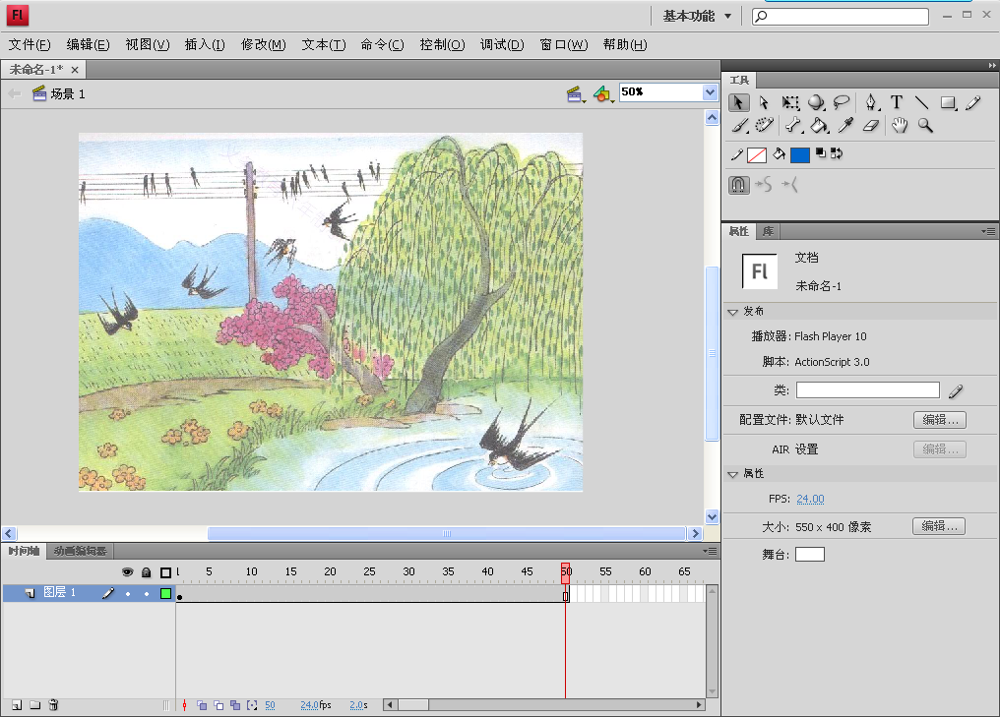 Fl
基本功能
文件(F) 编辑(E) 视图(V) 插入(I) 修改(M) 文本(T) 命令(C) 控制(O) 调试(D) 窗口(W) 帮助(H)
未命名-1*
场景 1
50%
工具
T
属性 库
Fl
文档
未命名-1
发布
播放器: Flash Player 10
脚本: ActionScript 3.0
类:
配置文件: 默认文件 编辑...
AIR 设置 编辑...
属性
FPS: 24.00
大小: 550 x 400 像素 编辑...
舞台:
时间轴 动画编辑器
1 5 10 15 20 25 30 35 40 45 50 55 60 65
图层 1
50 24.0fps 2.0s